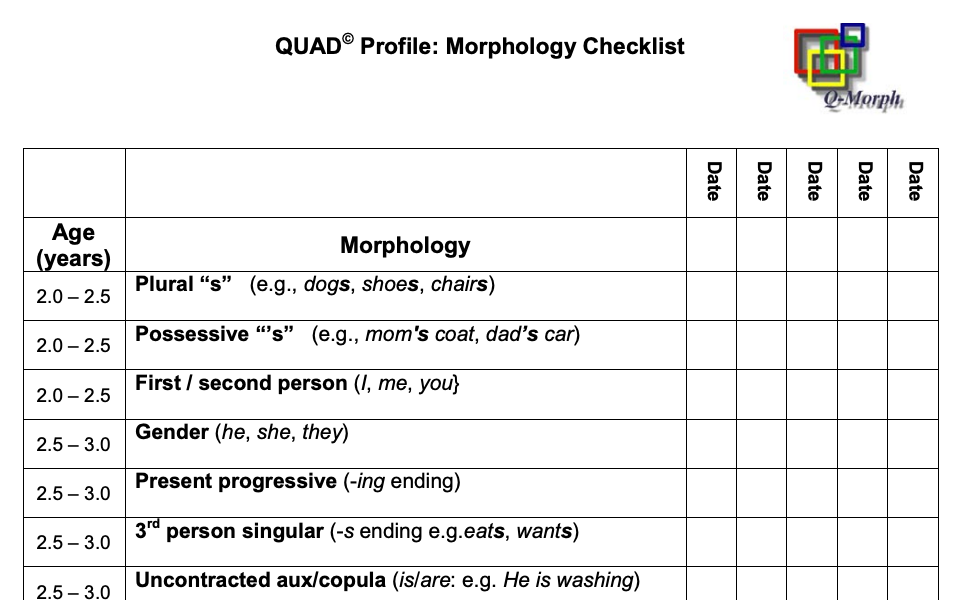 QUAD© Profile: Morphology Checklist
Q-Morph
Date Date Date Date Date
Age (years) Morphology
2.0 – 2.5 Plural “s” (e.g., dogs, shoes, chairs)
2.0 – 2.5 Possessive “’s” (e.g., mom's coat, dad’s car)
2.0 – 2.5 First / second person (I, me, you}
2.5 – 3.0 Gender (he, she, they)
2.5 – 3.0 Present progressive (-ing ending)
2.5 – 3.0 3rd person singular (-s ending e.g.eats, wants)
2.5 – 3.0 Uncontracted aux/copula (is/are: e.g. He is washing)